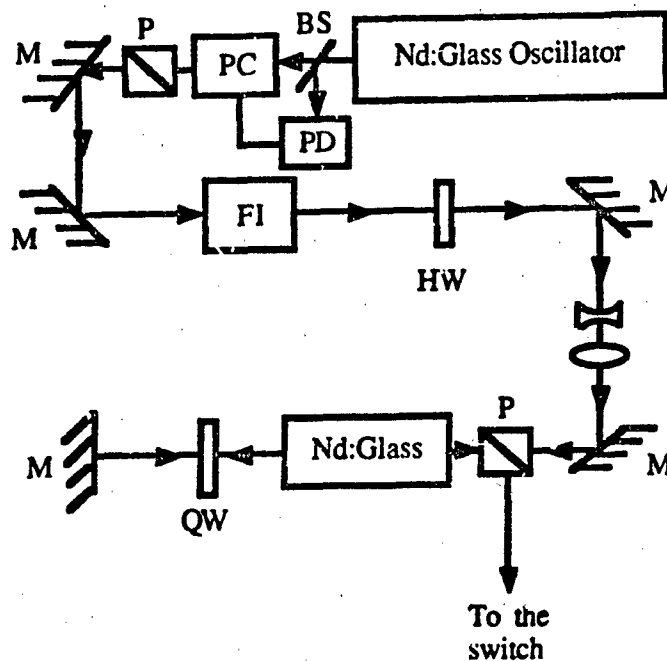 BS
P
M
PC
Nd:Glass Oscillator
PD
M
FI
M
HW
P
M
Nd:Glass
M
QW
To the
switch